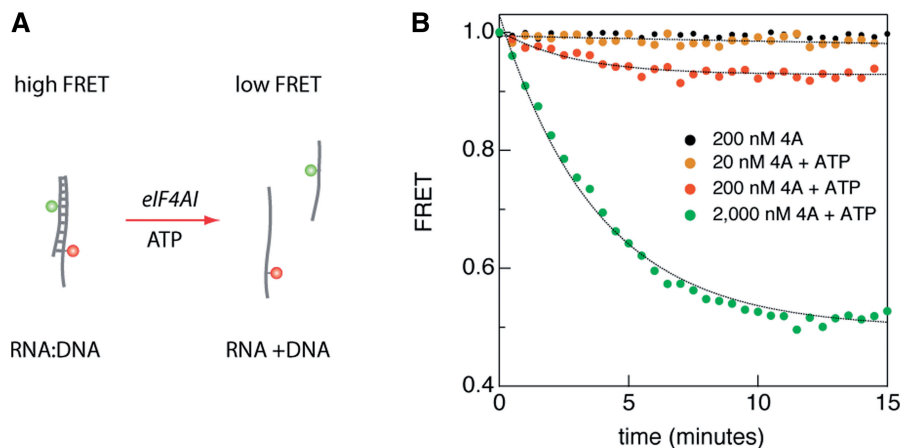 A
high FRET
low FRET
eIF4AI
ATP
RNA:DNA
RNA +DNA
B
1.0
0.8
0.6
0.4
FRET
200 nM 4A
20 nM 4A + ATP
200 nM 4A + ATP
2,000 nM 4A + ATP
0
5
10
15
time (minutes)